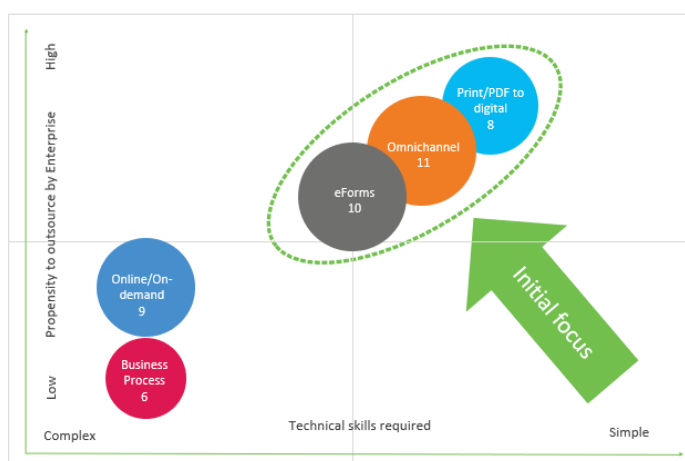 High
Propensity to outsource by Enterprise
Low
Print/PDF to
digital
8
Omnichannel
11
eForms
10
Online/On-
demand
9
Business
Process
6
Initial focus
Complex
Technical skills required
Simple